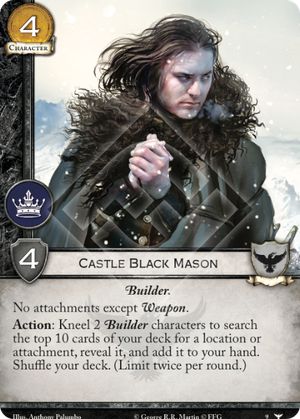 4
CHARACTER
4
CASTLE BLACK MASON
Builder.
No attachments except Weapon.
Action: Kneel 2 Builder characters to search
the top 10 cards of your deck for a location or
attachment, reveal it, and add it to your hand.
Shuffle your deck. (Limit twice per round.)
Illus. Anthony Palumbo
© George R.R. Martin © FFG
9